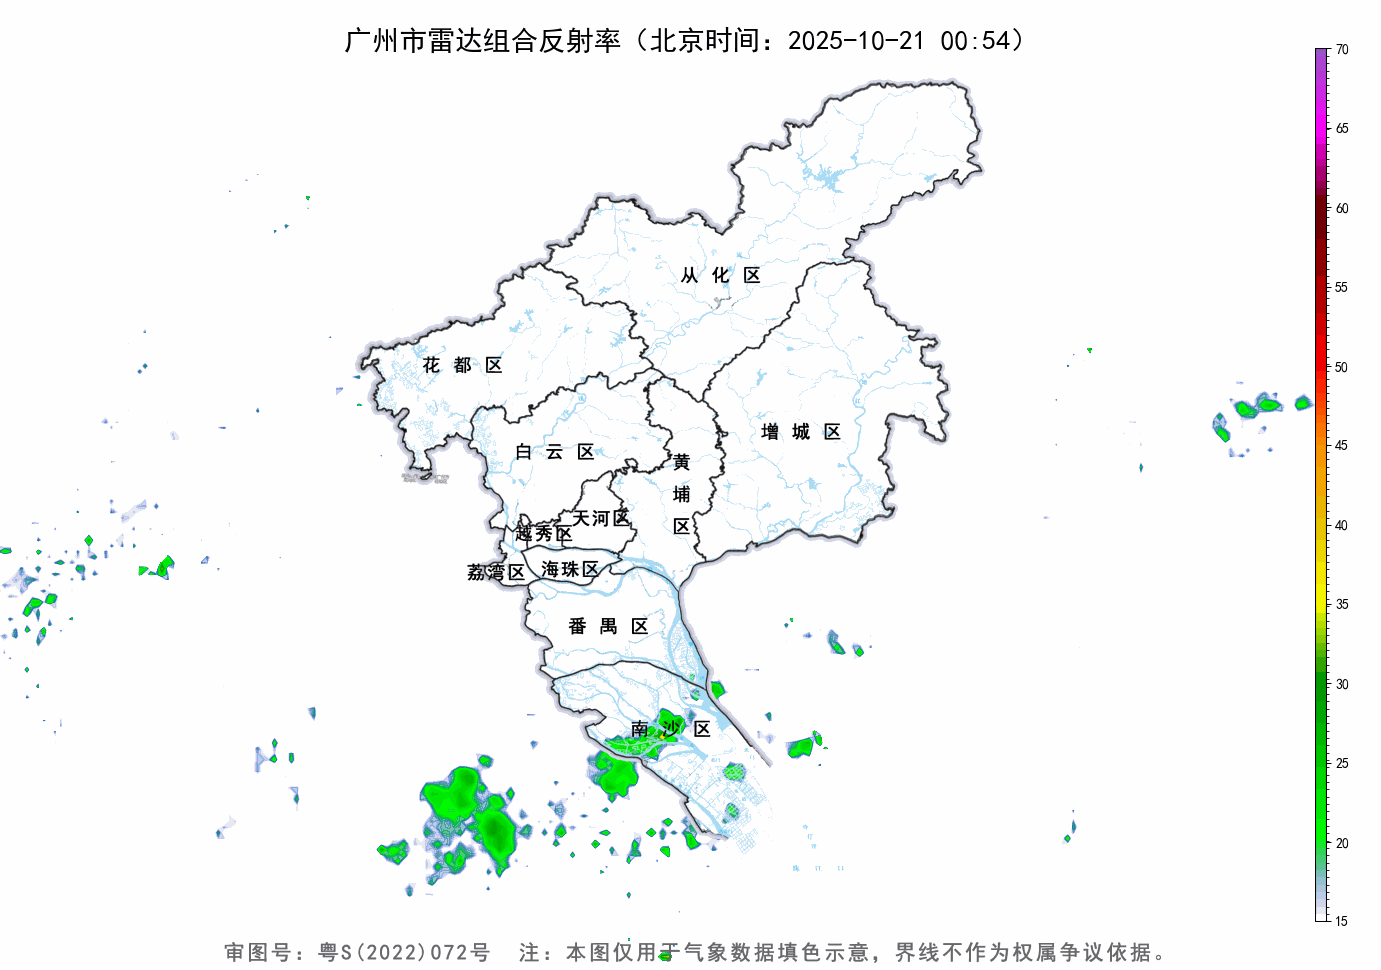 广州市雷达组合反射率（北京时间：2025-10-21 00:54）
70
65
60
55
50
45
40
35
30
25
20
15
从化区
花都区
增城区
白云区
黄埔区
天河区
越秀区
荔湾区
海珠区
番禺区
南沙区
审图号：粤S(2022)072号 注：本图仅用于气象数据填色示意，界线不作为权属争议依据。